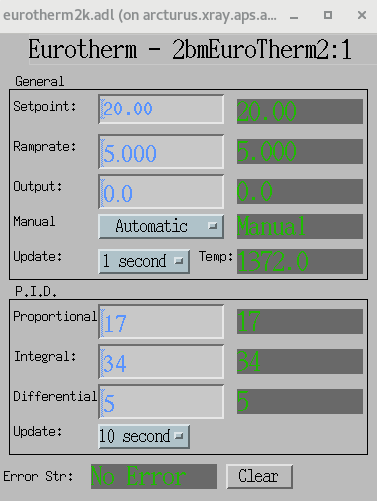 eurotherm2k.adl (on arcturus.xray.aps.a...
Eurotherm - 2bmEuroTherm2:1
General
Setpoint: 20.00 20.00
Ramprate: 5.000 5.000
Output: 0.0 0.0
Manual Automatic Manual
Update: 1 second Temp: 1372.0
P.I.D.
Proportional 17 17
Integral: 34 34
Differential 5 5
Update: 10 second
Error Str: No Error Clear